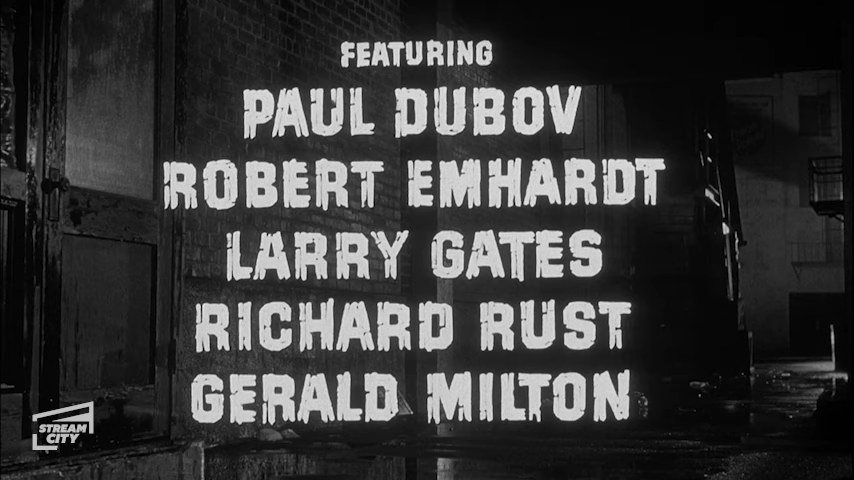 FEATURING
PAUL DUBOV
ROBERT EMHARDT
LARRY GATES
RICHARD RUST
GERALD MILTON
STREAM
CITY